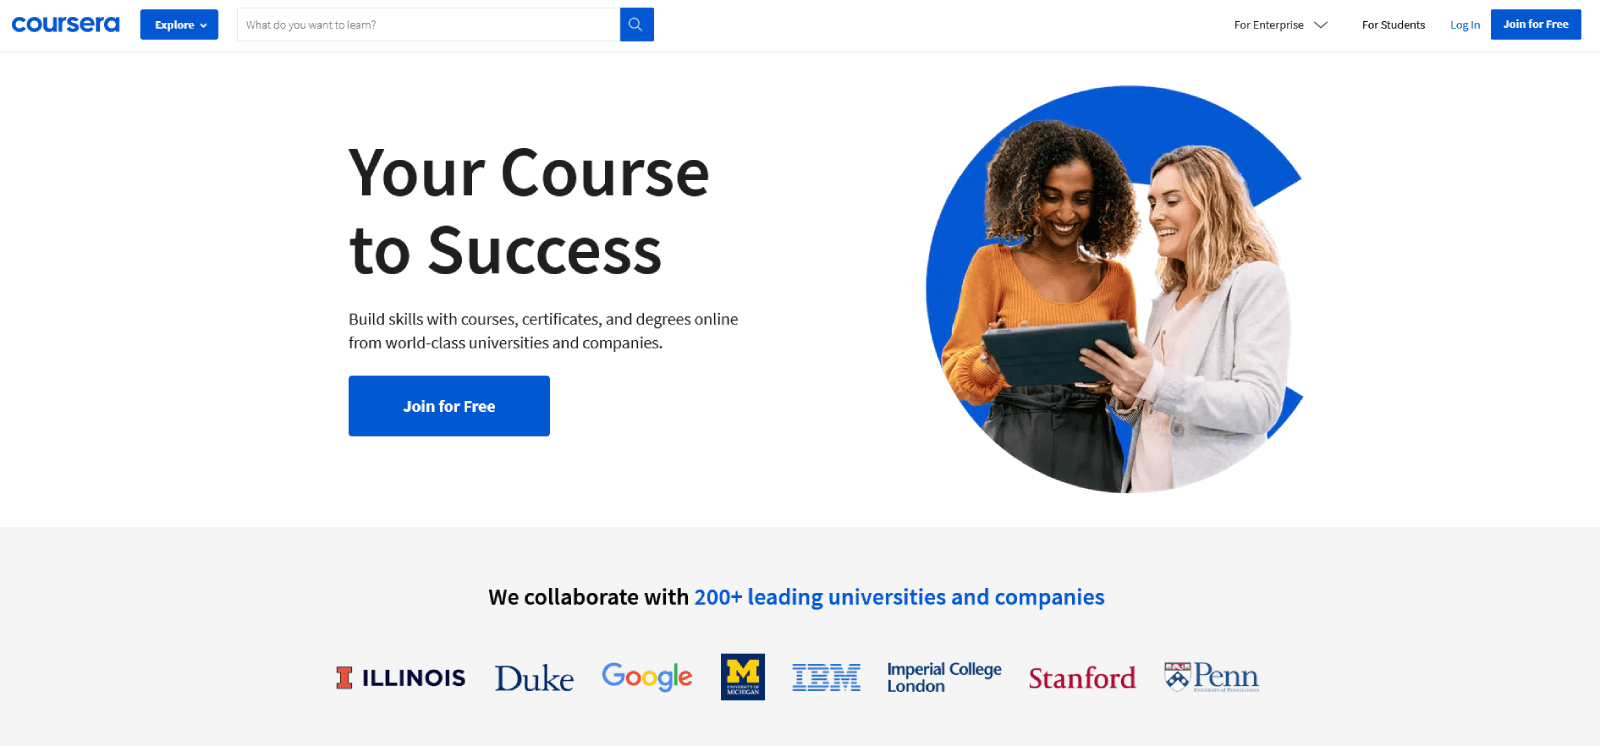 coursera
Explore
What do you want to learn?
For Enterprise
For Students
Log In
Join for Free
Your Course
to Success
Build skills with courses, certificates, and degrees online
from world-class universities and companies.
Join for Free
We collaborate with 200+ leading universities and companies
I ILLINOIS
Duke
Google
M
UNIVERSITY OF
MICHIGAN
IBM
Imperial College
London
Stanford
Penn
UNIVERSITY OF PENNSYLVANIA